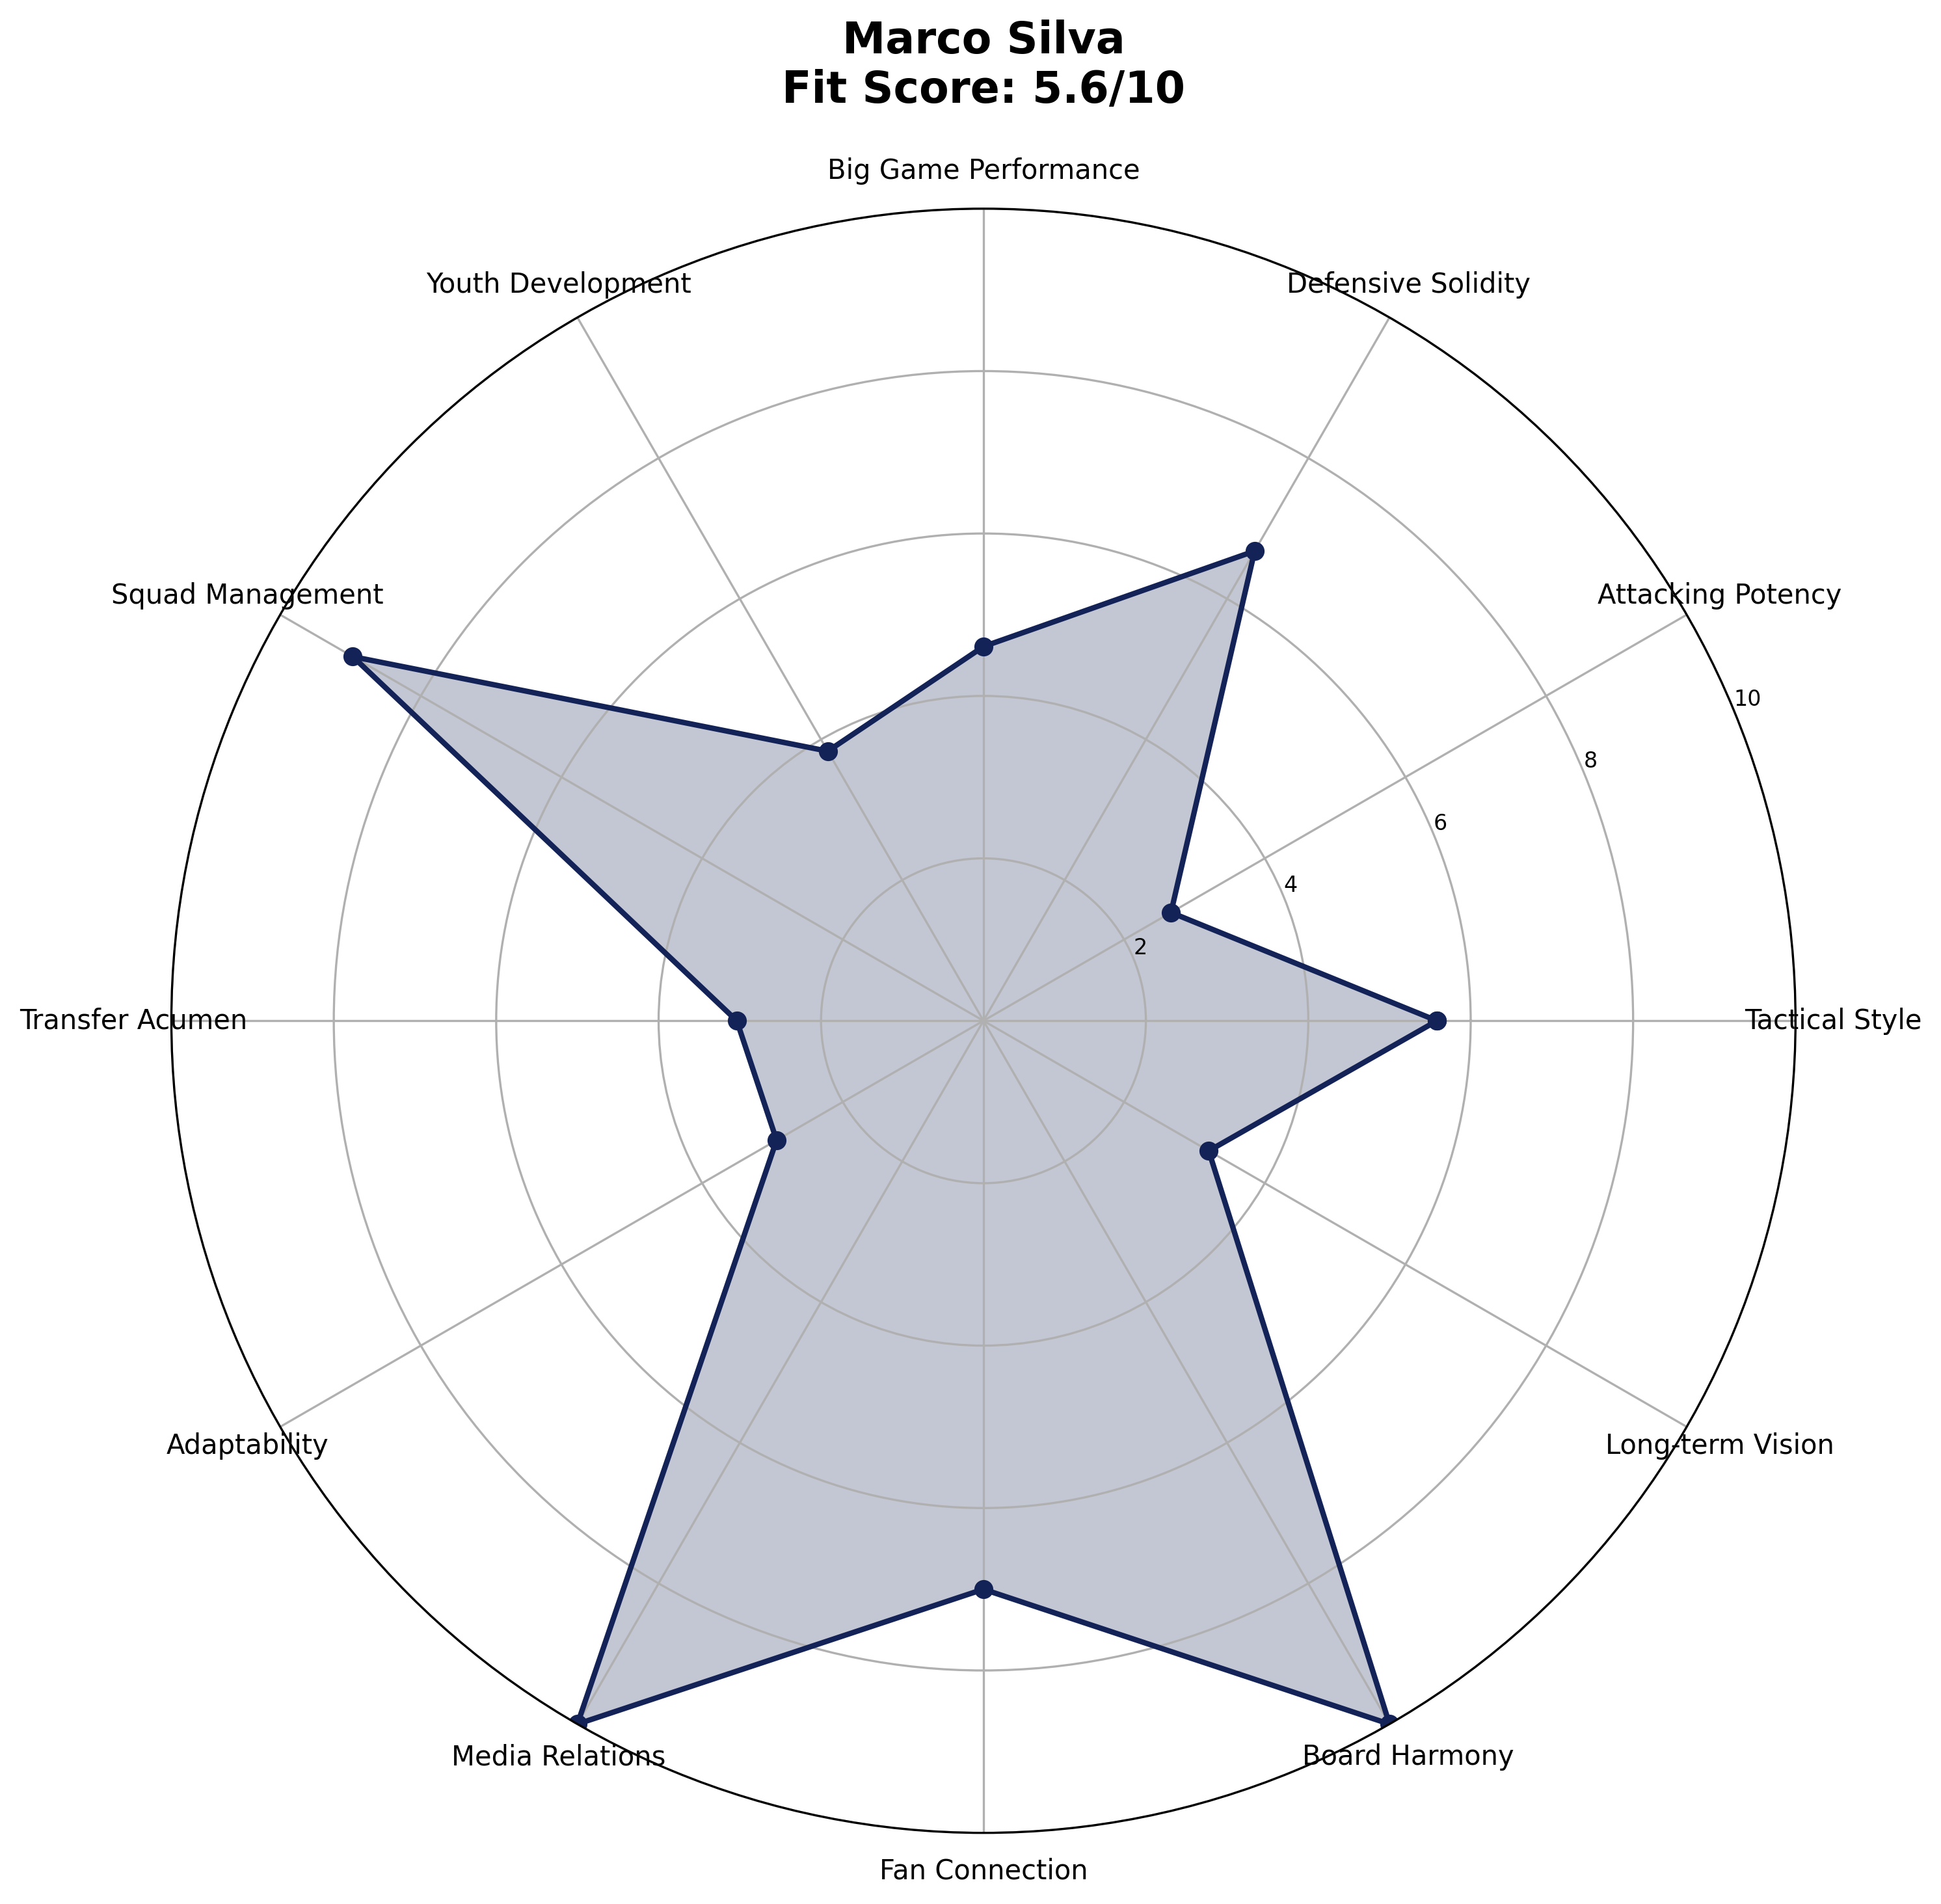 Marco Silva
Fit Score: 5.6/10
Big Game Performance
Youth Development
Defensive Solidity
Squad Management
Attacking Potency
10
8
6
4
2
Transfer Acumen
Tactical Style
Adaptability
Long-term Vision
Media Relations
Board Harmony
Fan Connection